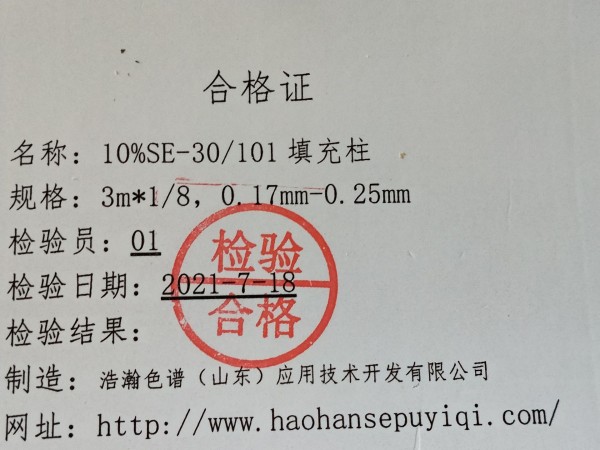 合格证
名称：10%SE-30/101填充柱
规格：3m*1/8，0.17mm-0.25mm
检验员：01
检验日期：2021-7-18
检验结果：
检验
合格
制造：浩瀚色谱（山东）应用技术开发有限公司
网址：http://www.haohansepuyiqi.com/